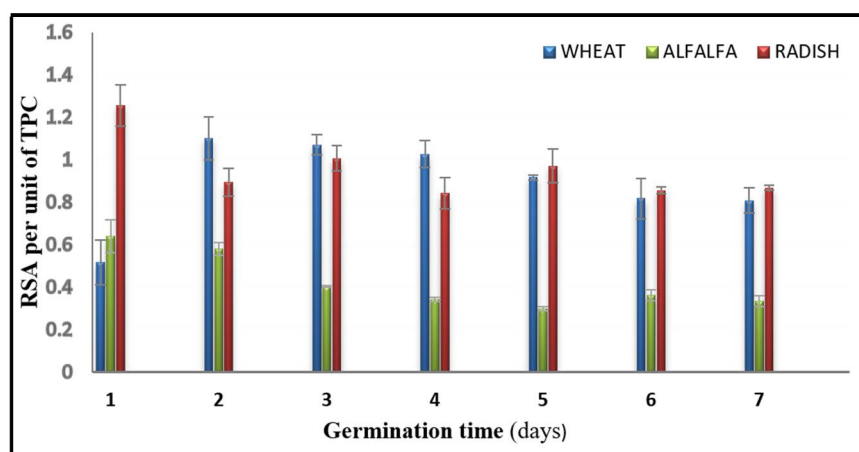 1.6
1.4
1.2
1
0.8
0.6
0.4
0.2
0
RSA per unit of TPC
WHEAT ALFALFA RADISH
1 2 3 4 5 6 7
Germination time (days)